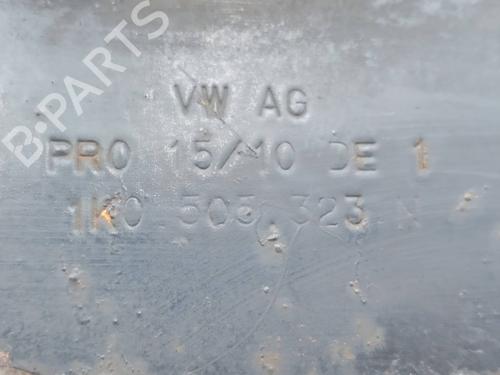 B-PARTS
VW AG
PRO 15/10 DE 1
1K0 505 323 N